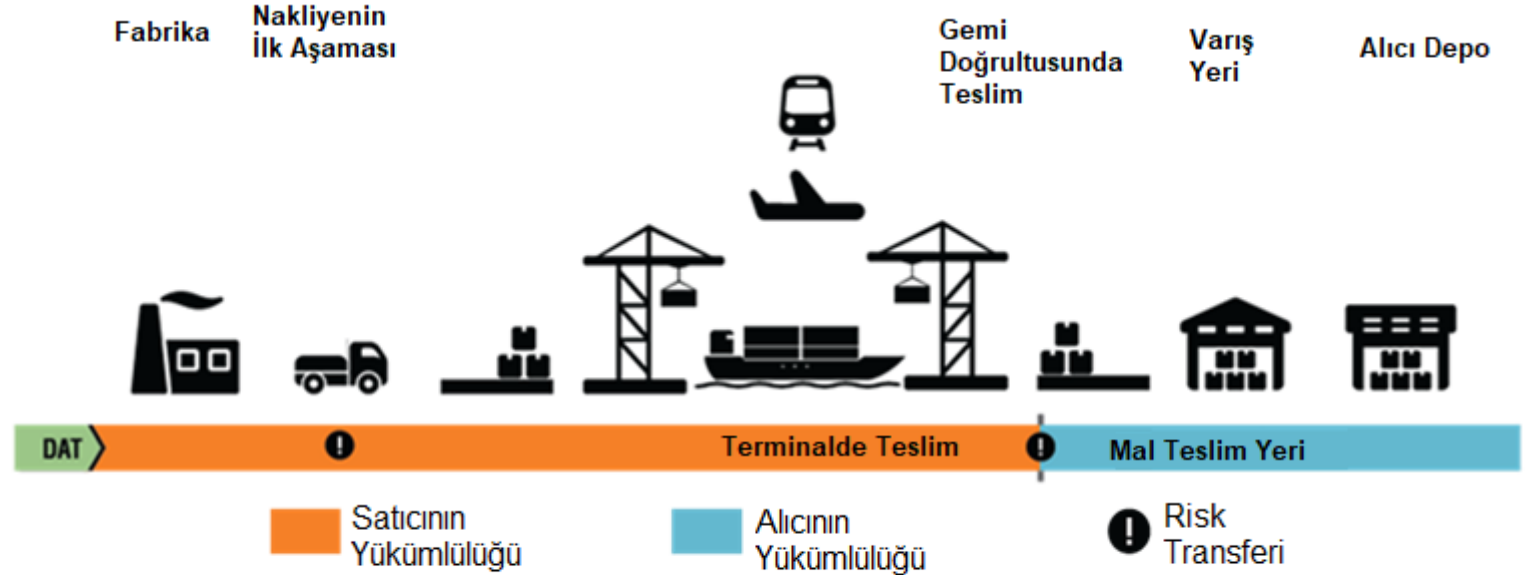 Fabrika
Nakliyenin
İlk Aşaması
Gemi
Doğrultusunda
Teslim
Varış
Yeri
Alıcı Depo
DAT
!
Terminalde Teslim
!
Mal Teslim Yeri
Satıcının
Yükümlülüğü
Alıcının
Yükümlülüğü
!
Risk
Transferi